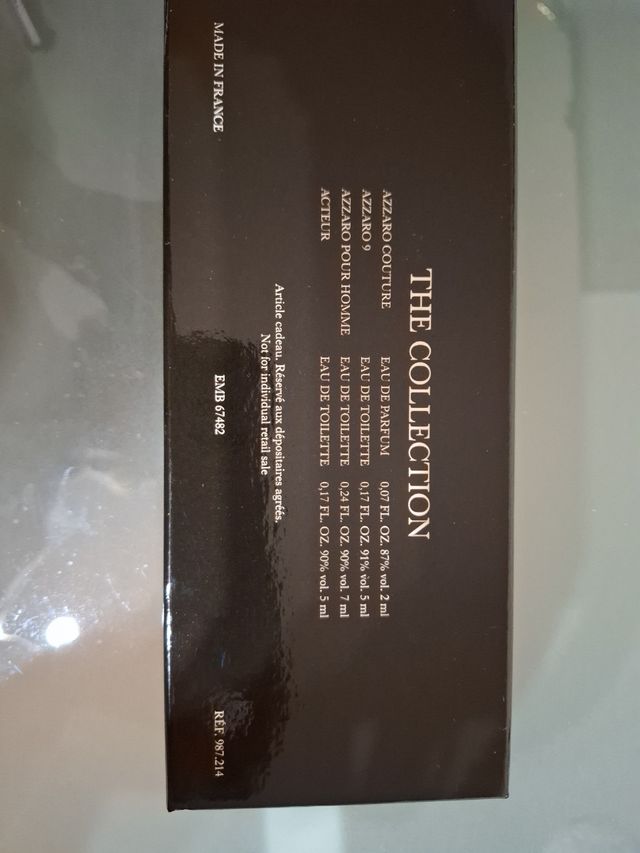 THE COLLECTION
AZZARO COUTURE EAU DE PARFUM 0,07 FL. OZ. 87% vol. 2 ml
AZZARO 9 EAU DE TOILETTE 0,17 FL. OZ. 91% vol. 5 ml
AZZARO POUR HOMME EAU DE TOILETTE 0,24 FL. OZ. 90% vol. 7 ml
ACTEUR EAU DE TOILETTE 0,17 FL. OZ. 90% vol. 5 ml
Article cadeau. Réservé aux dépositaires agréés.
Not for individual retail sale
MADE IN FRANCE EMB 67482 RÉF. 987.214